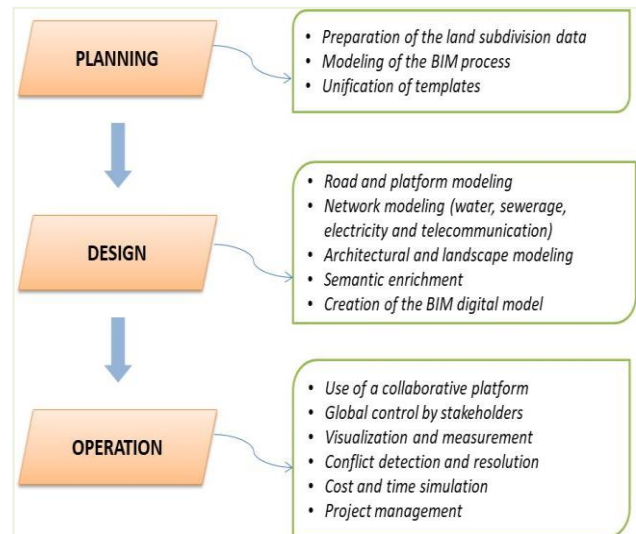 PLANNING
• Preparation of the land subdivision data
• Modeling of the BIM process
• Unification of templates
DESIGN
• Road and platform modeling
• Network modeling (water, sewerage,
electricity and telecommunication)
• Architectural and landscape modeling
• Semantic enrichment
• Creation of the BIM digital model
OPERATION
• Use of a collaborative platform
• Global control by stakeholders
• Visualization and measurement
• Conflict detection and resolution
• Cost and time simulation
• Project management